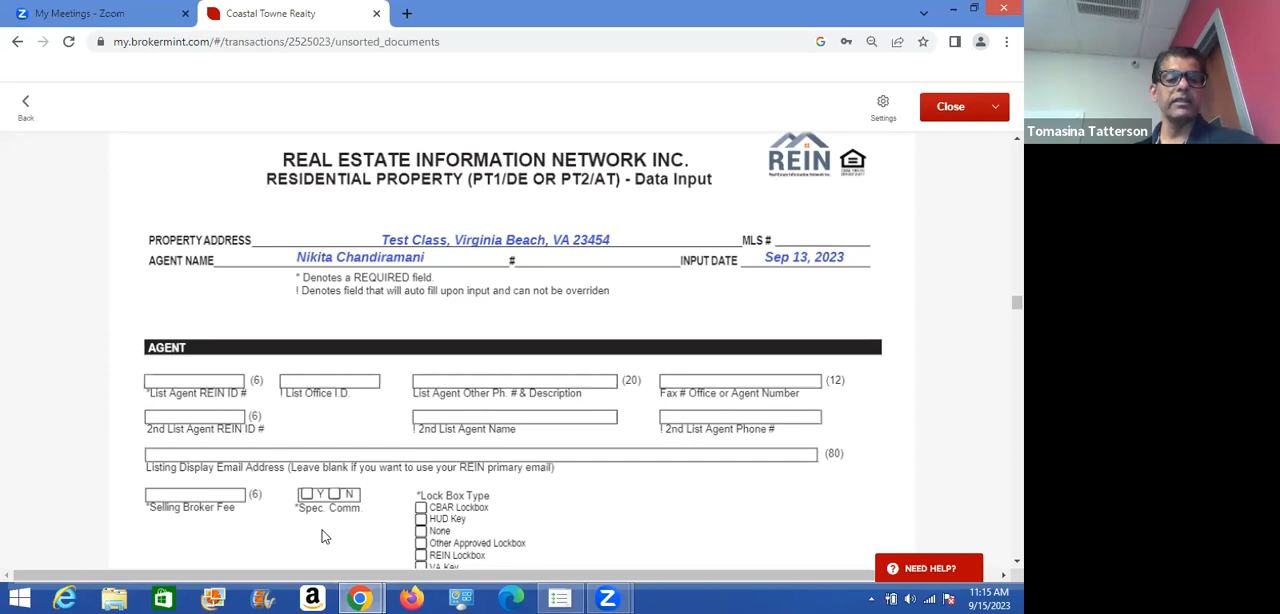 My Meetings - Zoom
Coastal Towne Realty
my.brokermint.com/#/transactions/2525023/unsorted_documents
Back
Settings
Close
Tomasina Tatterson
REAL ESTATE INFORMATION NETWORK INC.
RESIDENTIAL PROPERTY (PT1/DE OR PT2/AT) - Data Input
REIN
PROPERTY ADDRESS Test Class, Virginia Beach, VA 23454 MLS #
AGENT NAME Nikita Chandiramani # INPUT DATE Sep 13, 2023
* Denotes a REQUIRED field.
! Denotes field that will auto fill upon input and can not be overriden
AGENT
(6) (20) (12)
*List Agent REIN ID # ! List Office I.D. List Agent Other Ph. # & Description Fax # Office or Agent Number
(6)
2nd List Agent REIN ID # ! 2nd List Agent Name ! 2nd List Agent Phone #
(80)
Listing Display Email Address (Leave blank if you want to use your REIN primary email)
(6) Y N *Lock Box Type
*Selling Broker Fee *Spec. Comm. CBAR Lockbox
HUD Key
None
Other Approved Lockbox
REIN Lockbox
VA Key
NEED HELP?
11:15 AM
9/15/2023